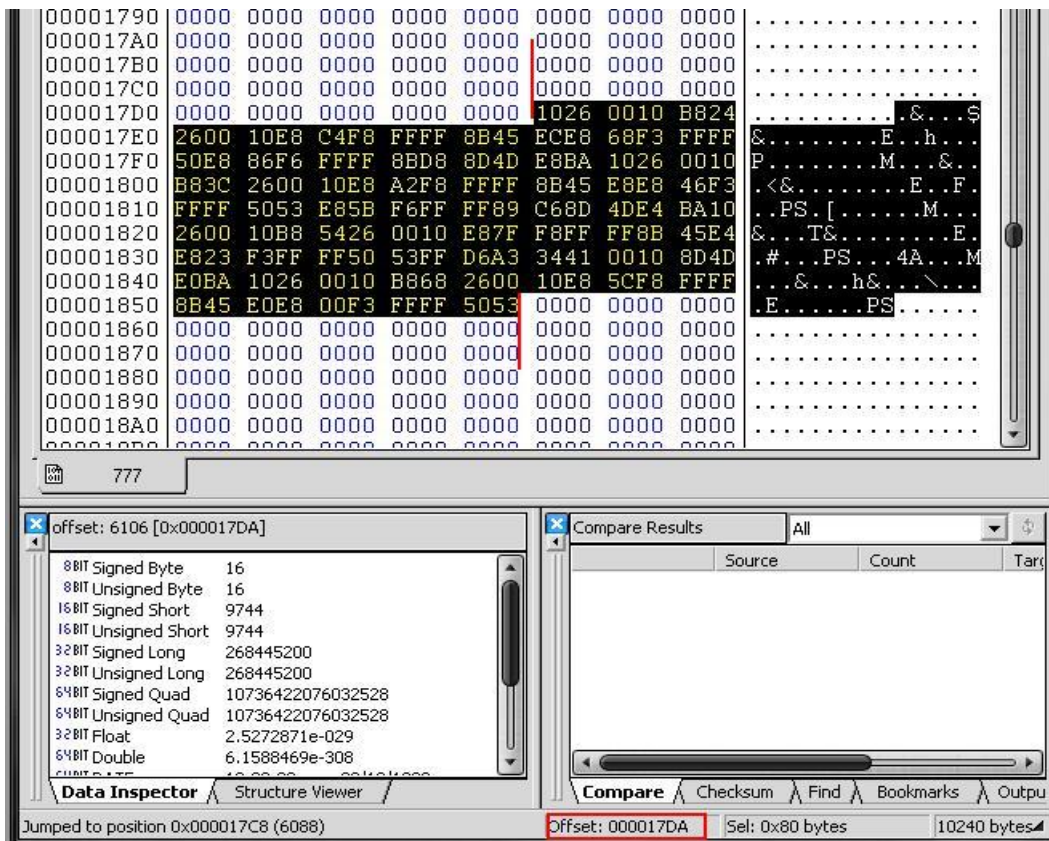 00001790 0000 0000 0000 0000 0000 0000 0000 0000 ................
000017A0 0000 0000 0000 0000 0000 0000 0000 0000 ................
000017B0 0000 0000 0000 0000 0000 0000 0000 0000 ................
000017C0 0000 0000 0000 0000 0000 0000 0000 0000 ................
000017D0 0000 0000 0000 0000 0000 1026 0010 B824 ...........&...$
000017E0 2600 10E8 C4F8 FFFF 8B45 ECE8 68F3 FFFF &........E..h...
000017F0 50E8 86F6 FFFF 8BD8 8D4D E8BA 1026 0010 P........M...&..
00001800 B83C 2600 10E8 A2F8 FFFF 8B45 E8E8 46F3 .<&........E..F.
00001810 FFFF 5053 E85B F6FF FF89 C68D 4DE4 BA10 ..PS.[......M...
00001820 2600 10B8 5426 0010 E87F F8FF FF8B 45E4 &...T&........E.
00001830 E823 F3FF FF50 53FF D6A3 3441 0010 8D4D .#...PS...4A...M
00001840 E0BA 1026 0010 B868 2600 10E8 5CF8 FFFF ...&...h&...\...
00001850 8B45 E0E8 00F3 FFFF 5053 0000 0000 0000 .E......PS......
00001860 0000 0000 0000 0000 0000 0000 0000 0000 ................
00001870 0000 0000 0000 0000 0000 0000 0000 0000 ................
00001880 0000 0000 0000 0000 0000 0000 0000 0000 ................
00001890 0000 0000 0000 0000 0000 0000 0000 0000 ................
000018A0 0000 0000 0000 0000 0000 0000 0000 0000 ................
777
offset: 6106 [0x000017DA]
8BIT Signed Byte 16
8BIT Unsigned Byte 16
16BIT Signed Short 9744
16BIT Unsigned Short 9744
32BIT Signed Long 268445200
32BIT Unsigned Long 268445200
64BIT Signed Quad 10736422076032528
64BIT Unsigned Quad 10736422076032528
32BIT Float 2.5272871e-029
64BIT Double 6.1588469e-308
Data Inspector Structure Viewer
Compare Results All
Source Count Targ
Compare Checksum Find Bookmarks Outpu
Jumped to position 0x000017C8 (6088) Offset: 000017DA Sel: 0x80 bytes 10240 bytes